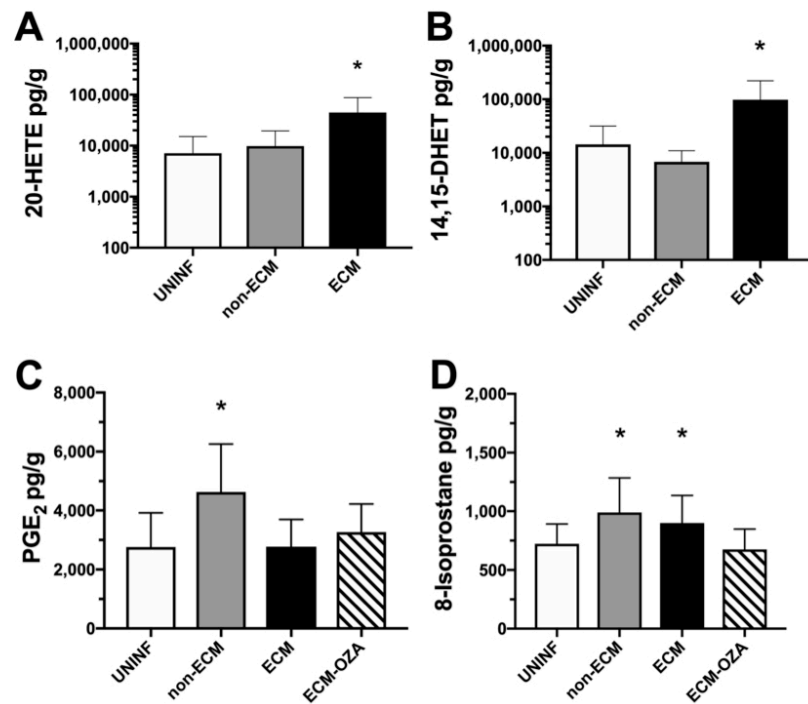 A
20-HETE pg/g
1,000,000
100,000
10,000
1,000
100
*
UNINF
non-ECM
ECM
B
14,15-DHET pg/g
1,000,000
100,000
10,000
1,000
100
*
UNINF
non-ECM
ECM
C
PGE₂ pg/g
8,000
6,000
4,000
2,000
0
*
UNINF
non-ECM
ECM
ECM-OZA
D
8-Isoprostane pg/g
2,000
1,500
1,000
500
0
* *
UNINF
non-ECM
ECM
ECM-OZA